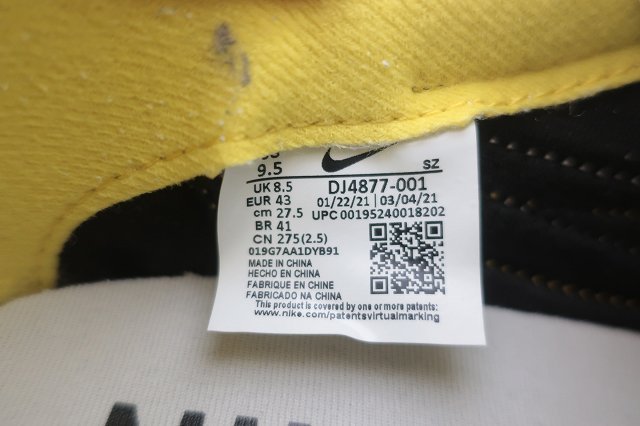 9.5 SZ
UK 8.5 DJ4877-001
EUR 43 01/22/21 | 03/04/21
cm 27.5 UPC 00195240018202
BR 41
CN 275(2.5)
019G7AA1DYB91
MADE IN CHINA
HECHO EN CHINA
FABRIQUE EN CHINE
FABRICADO NA CHINA
This product is covered by one or more patents:
www.nike.com/patentsvirtualmarking